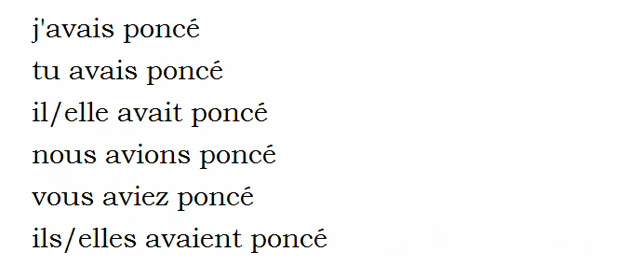 j'avais poncé
tu avais poncé
il/elle avait poncé
nous avions poncé
vous aviez poncé
ils/elles avaient poncé